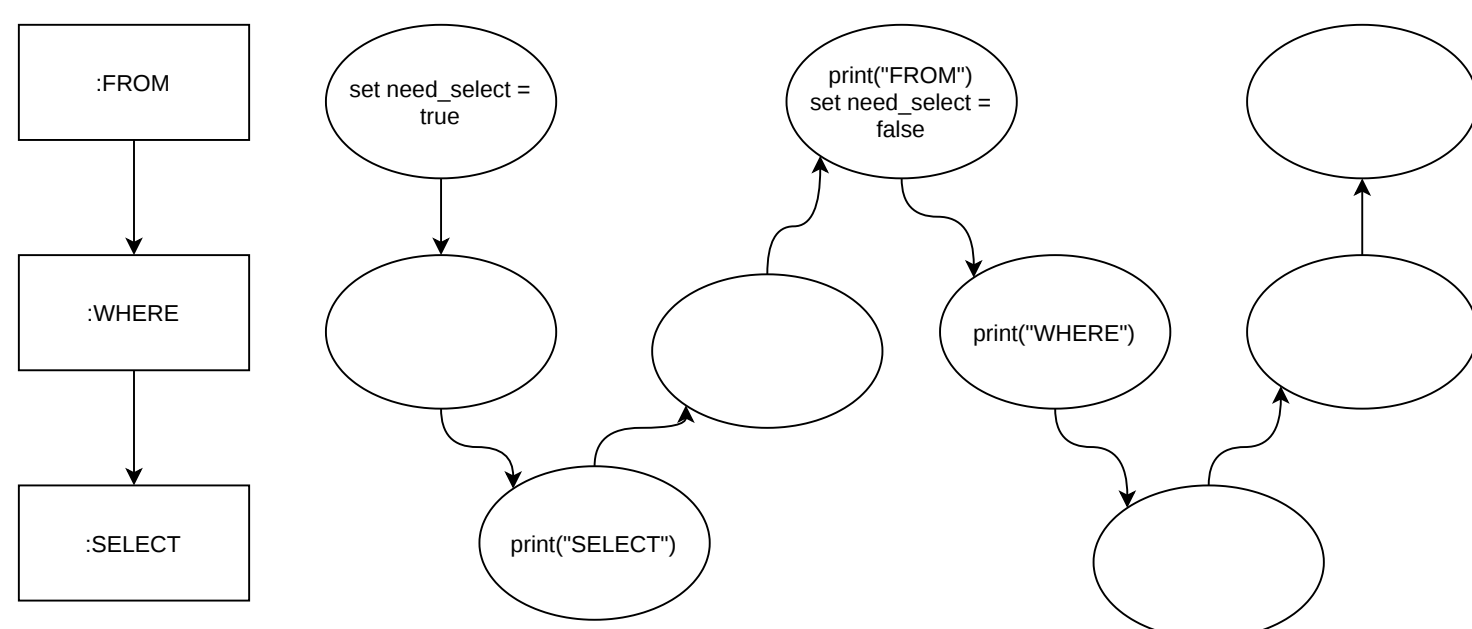 :FROM
:WHERE
:SELECT
set need_select =
true
print("SELECT")
print("FROM")
set need_select =
false
print("WHERE")